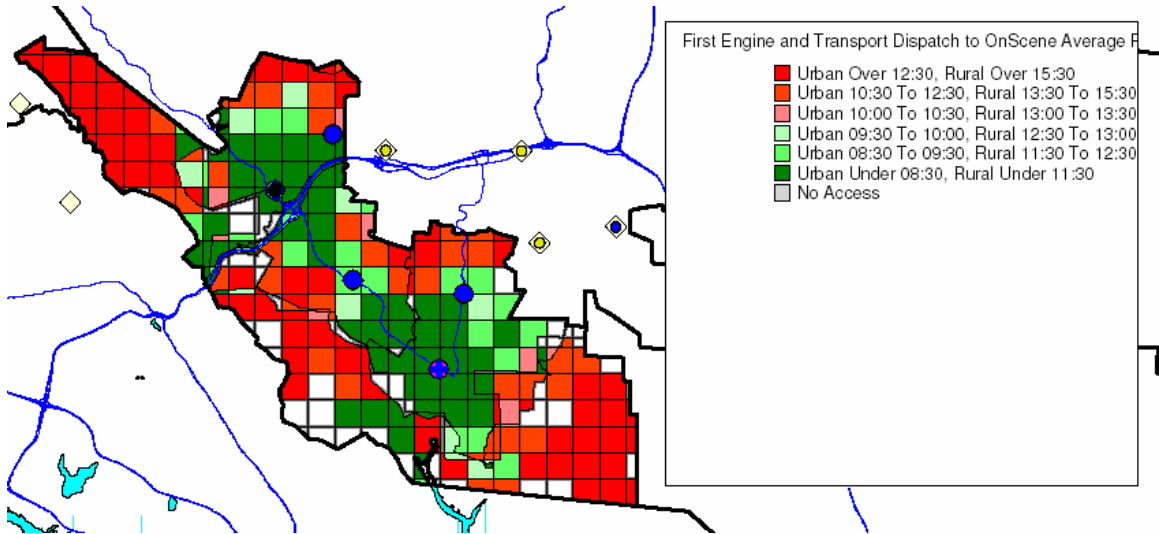 First Engine and Transport Dispatch to OnScene Average
Urban Over 12:30, Rural Over 15:30
Urban 10:30 To 12:30, Rural 13:30 To 15:30
Urban 10:00 To 10:30, Rural 13:00 To 13:30
Urban 09:30 To 10:00, Rural 12:30 To 13:00
Urban 08:30 To 09:30, Rural 11:30 To 12:30
Urban Under 08:30, Rural Under 11:30
No Access